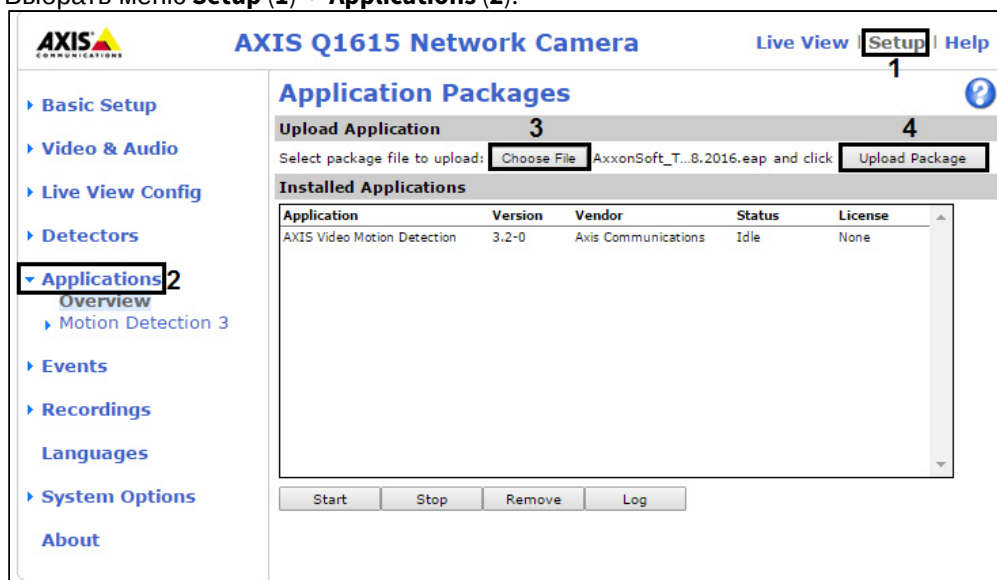 Выбрать меню Setup (1) → Applications (2).
AXIS
COMMUNICATIONS
AXIS Q1615 Network Camera
Live View | Setup | Help
1
Basic Setup
Video & Audio
Live View Config
Detectors
Applications 2
Overview
Motion Detection 3
Events
Recordings
Languages
System Options
About
Application Packages
?
Upload Application
3
4
Select package file to upload: Choose File AxxonSoft_T...8.2016.eap and click Upload Package
Installed Applications
Application Version Vendor Status License
AXIS Video Motion Detection 3.2-0 Axis Communications Idle None
Start Stop Remove Log